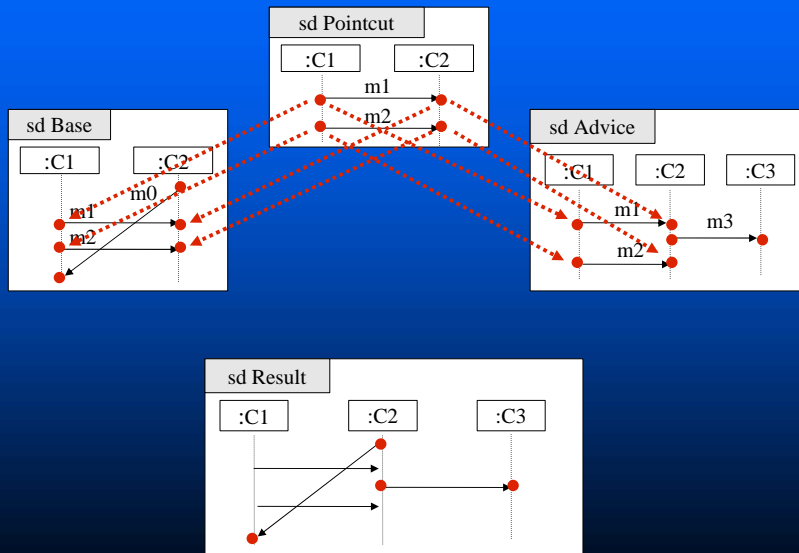 sd Pointcut
:C1 :C2
m1
m2
sd Base
:C1 :C2
m0
m1
m2
sd Advice
:C1 :C2 :C3
m1
m3
m2
sd Result
:C1 :C2 :C3